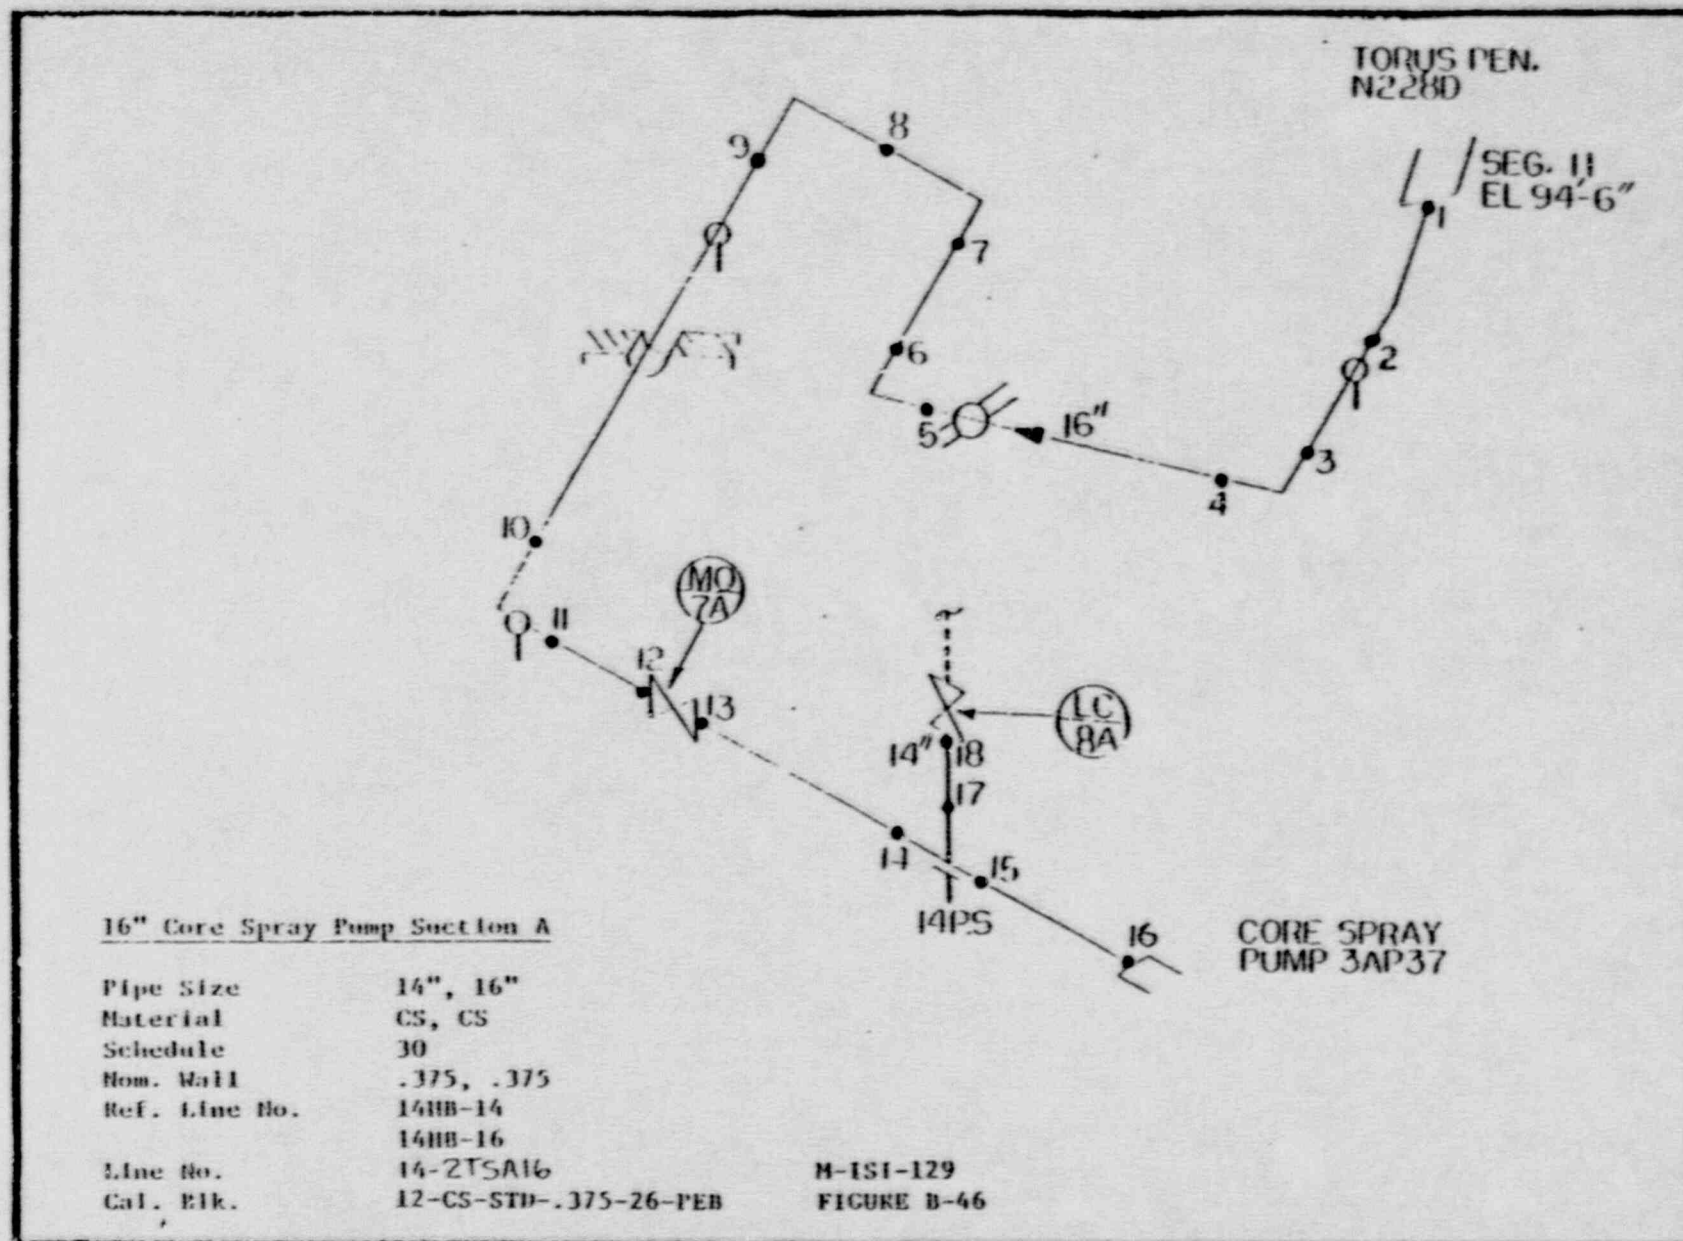 TORUS PEN.
N228D
SEG. 11
EL 94'-6"
1
2
3
4
16"
5
6
7
8
9
10
11
12
MO
7A
13
14
14"
18
LC
8A
17
15
14PS
16
CORE SPRAY
PUMP 3AP37
16" Core Spray Pump Suction A
Pipe Size 14", 16"
Material CS, CS
Schedule 30
Nom. Wall .375, .375
Ref. Line No. 14HB-14
14HB-16
Line No. 14-2TSA16 M-ISI-129
Cal. Blk. 12-CS-STD-.375-26-PEB FIGURE B-46